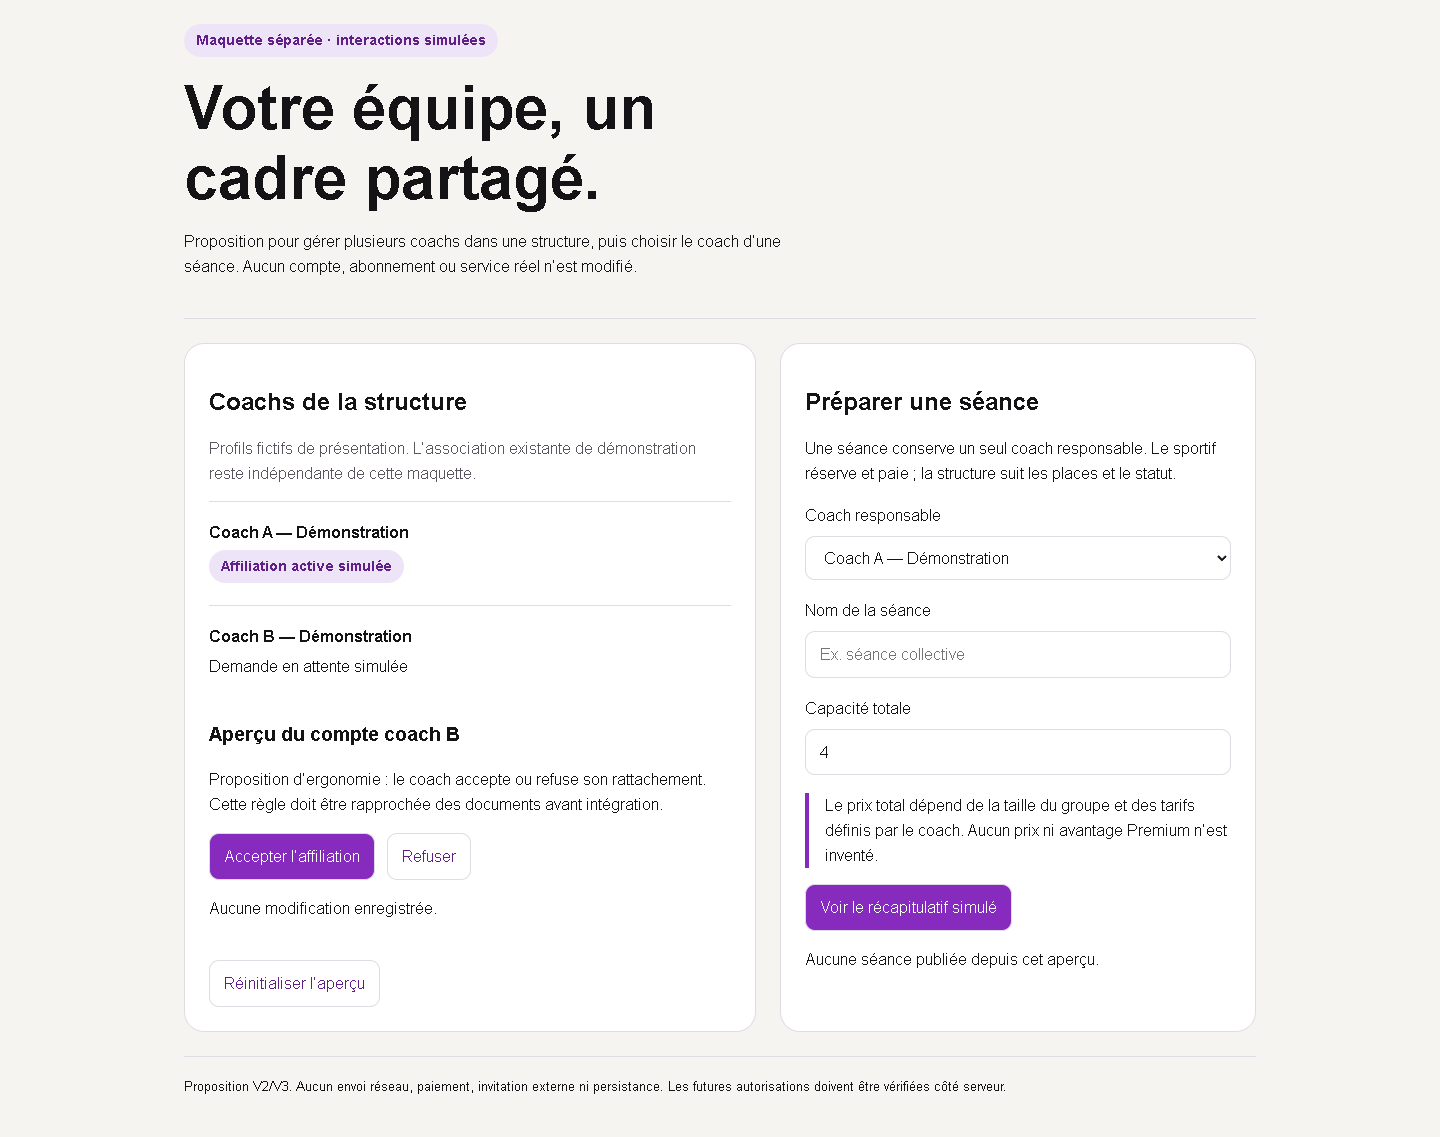 Maquette séparée · interactions simulées
Votre équipe, un
cadre partagé.
Proposition pour gérer plusieurs coachs dans une structure, puis choisir le coach d'une
séance. Aucun compte, abonnement ou service réel n'est modifié.
Coachs de la structure
Profils fictifs de présentation. L'association existante de démonstration
reste indépendante de cette maquette.
Coach A — Démonstration
Affiliation active simulée
Coach B — Démonstration
Demande en attente simulée
Aperçu du compte coach B
Proposition d'ergonomie : le coach accepte ou refuse son rattachement.
Cette règle doit être rapprochée des documents avant intégration.
Accepter l'affiliation
Refuser
Aucune modification enregistrée.
Réinitialiser l'aperçu
Préparer une séance
Une séance conserve un seul coach responsable. Le sportif
réserve et paie ; la structure suit les places et le statut.
Coach responsable
Coach A — Démonstration
Nom de la séance
Ex. séance collective
Capacité totale
4
Le prix total dépend de la taille du groupe et des tarifs
définis par le coach. Aucun prix ni avantage Premium n'est
inventé.
Voir le récapitulatif simulé
Aucune séance publiée depuis cet aperçu.
Proposition V2/V3. Aucun envoi réseau, paiement, invitation externe ni persistance. Les futures autorisations doivent être vérifiées côté serveur.